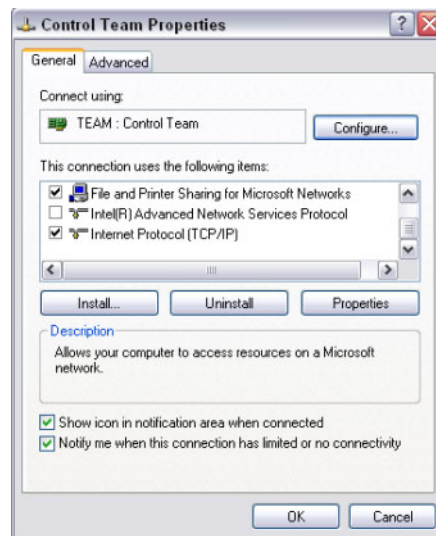 Control Team Properties
General
Advanced
Connect using:
TEAM : Control Team
Configure...
This connection uses the following items:
File and Printer Sharing for Microsoft Networks
Intel(R) Advanced Network Services Protocol
Internet Protocol (TCP/IP)
Install...
Uninstall
Properties
Description
Allows your computer to access resources on a Microsoft
network.
Show icon in notification area when connected
Notify me when this connection has limited or no connectivity
OK
Cancel